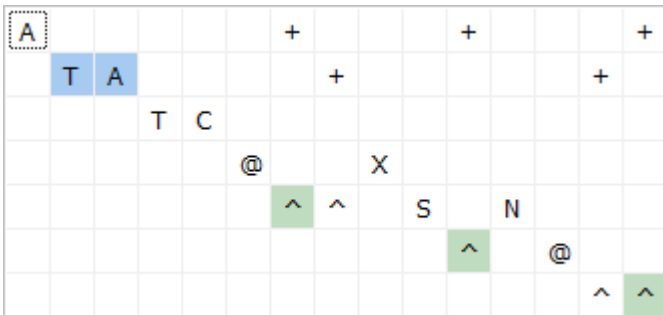 A + + +
T A + +
T C
@ X
^ ^ S N
^ @
^ ^